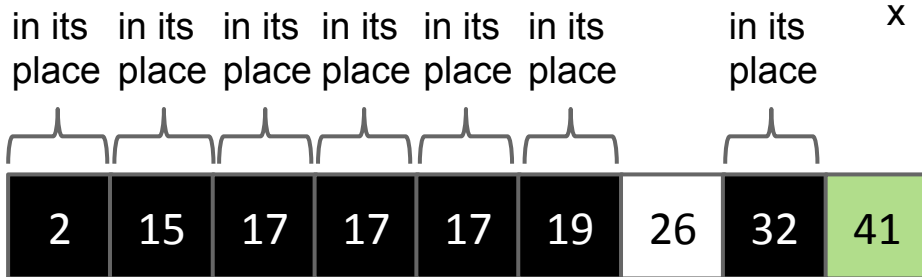 in its in its in its in its in its in its in its x
place place place place place place place
2 15 17 17 17 19 26 32 41